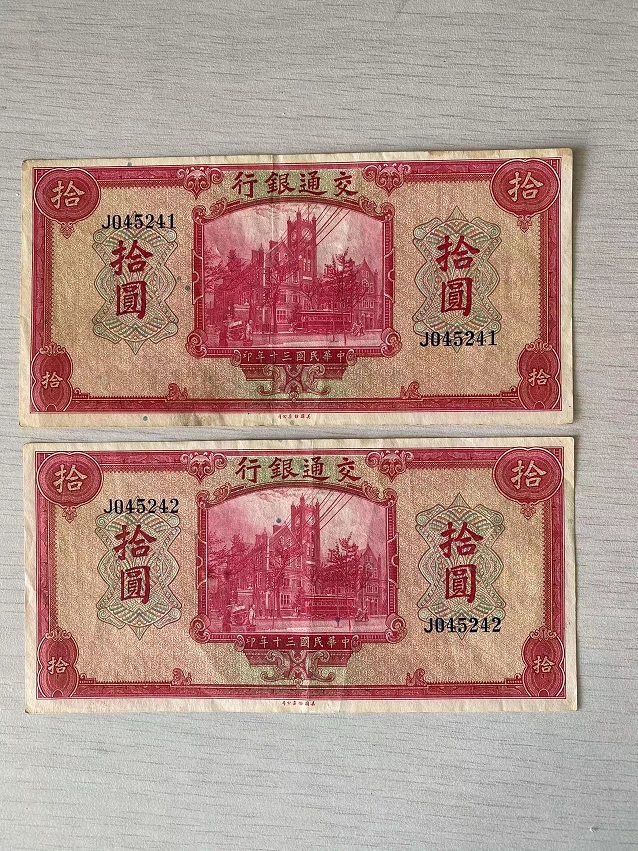 拾
交通銀行
拾
J045241
拾圓
拾圓
J045241
中華民國三十年印
拾
拾
拾
交通銀行
拾
J045242
拾圓
拾圓
J045242
中華民國三十年印
拾
拾